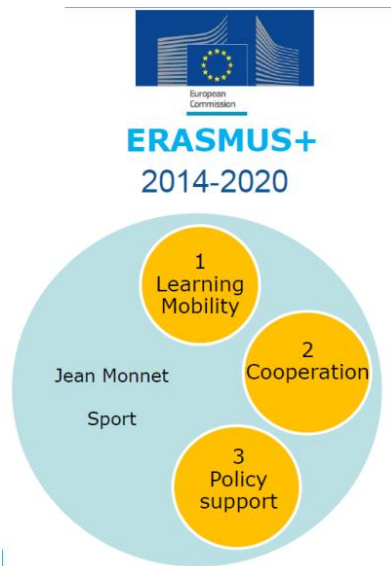 European
Commission
ERASMUS+
2014-2020
1
Learning
Mobility
2
Cooperation
Jean Monnet
Sport
3
Policy
support